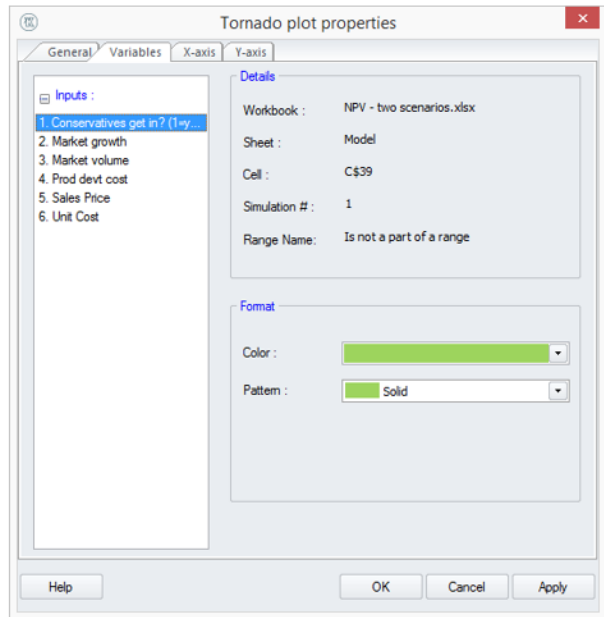 Tornado plot properties
General Variables X-axis Y-axis
Inputs :
1. Conservatives get in? (1=y...
2. Market growth
3. Market volume
4. Prod devt cost
5. Sales Price
6. Unit Cost
Details
Workbook : NPV - two scenarios.xlsx
Sheet : Model
Cell : C$39
Simulation # : 1
Range Name: Is not a part of a range
Format
Color :
Pattern : Solid
Help OK Cancel Apply